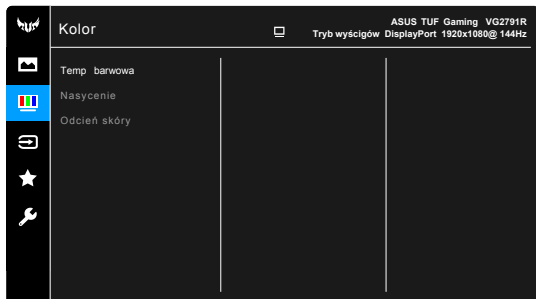 Kolor
ASUS TUF Gaming VG2791R
Tryb wyścigów DisplayPort 1920x1080@ 144Hz
Temp barwowa
Nasycenie
Odcień skóry